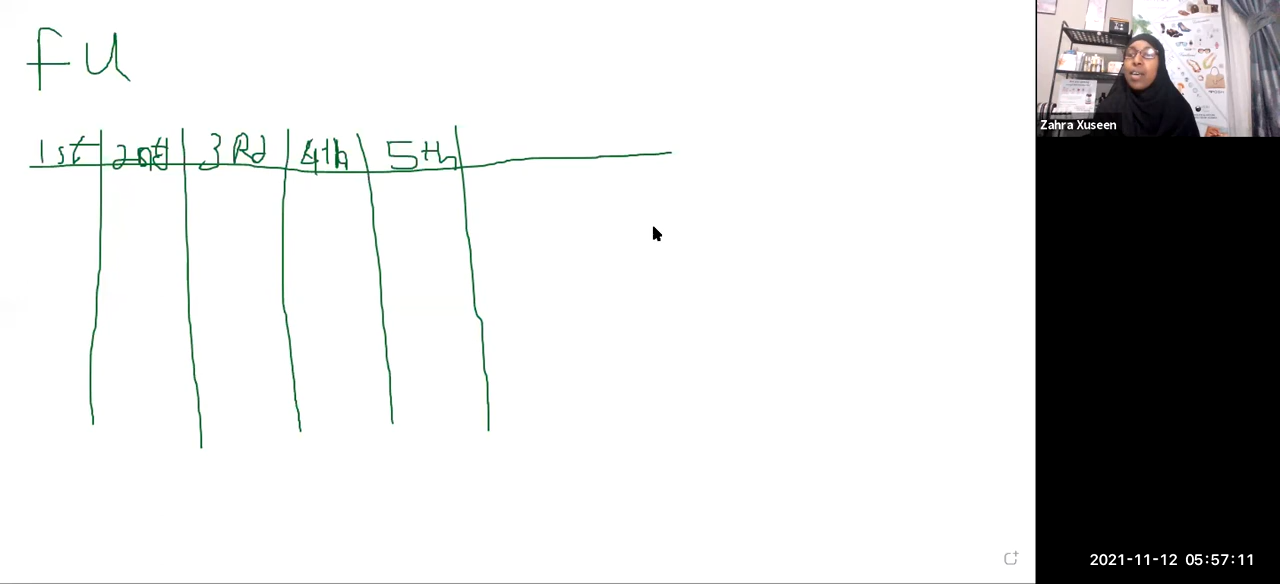 FU
1st 2nd 3Rd 4th 5th
Zahra Xuseen
2021-11-12 05:57:11